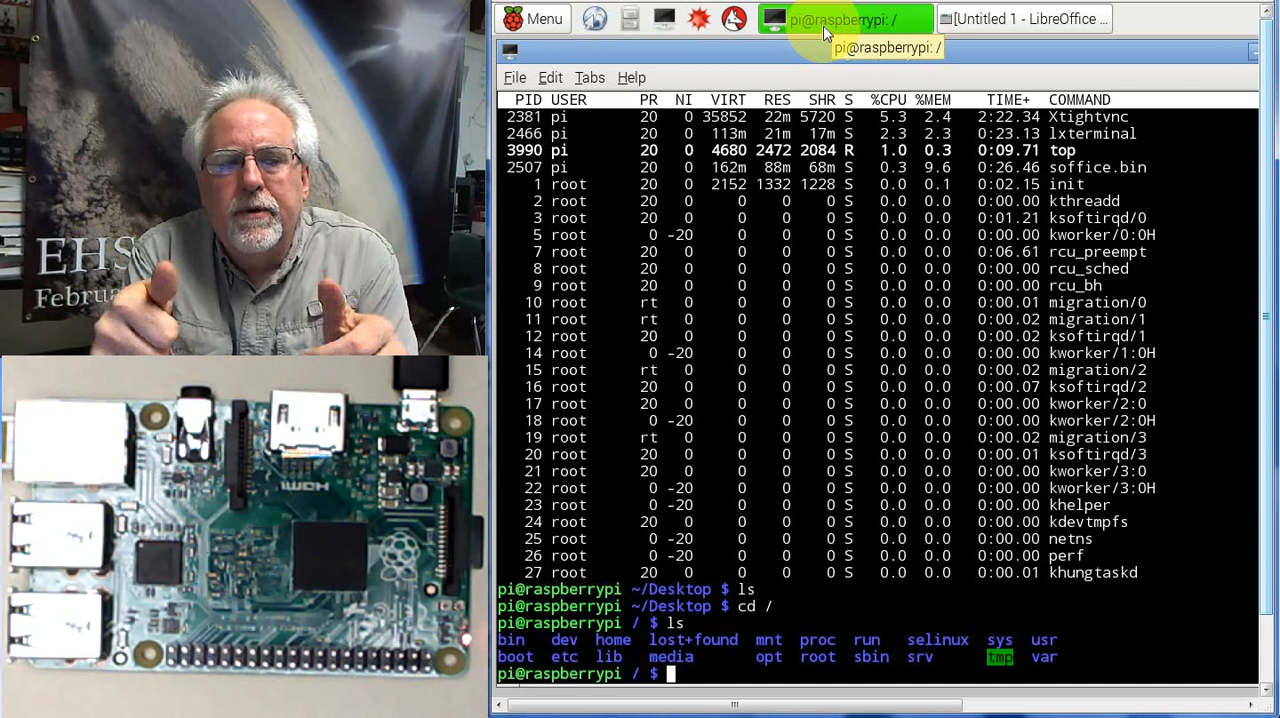 Menu
pi@raspberrypi: /
[Untitled 1 - LibreOffice ...
pi@raspberrypi: /
File Edit Tabs Help
PID USER PR NI VIRT RES SHR S %CPU %MEM TIME+ COMMAND
2381 pi 20 0 35852 22m 5720 S 5.3 2.4 2:22.34 Xtightvnc
2466 pi 20 0 113m 21m 17m S 2.3 2.3 0:23.13 lxterminal
3990 pi 20 0 4680 2472 2084 R 1.0 0.3 0:09.71 top
2507 pi 20 0 162m 88m 68m S 0.3 9.6 0:26.46 soffice.bin
1 root 20 0 2152 1332 1228 S 0.0 0.1 0:02.15 init
2 root 20 0 0 0 0 S 0.0 0.0 0:00.00 kthreadd
3 root 20 0 0 0 0 S 0.0 0.0 0:01.21 ksoftirqd/0
5 root 0 -20 0 0 0 S 0.0 0.0 0:00.00 kworker/0:0H
7 root 20 0 0 0 0 S 0.0 0.0 0:06.61 rcu_preempt
8 root 20 0 0 0 0 S 0.0 0.0 0:00.00 rcu_sched
9 root 20 0 0 0 0 S 0.0 0.0 0:00.00 rcu_bh
10 root rt 0 0 0 0 S 0.0 0.0 0:00.01 migration/0
11 root rt 0 0 0 0 S 0.0 0.0 0:00.02 migration/1
12 root 20 0 0 0 0 S 0.0 0.0 0:00.02 ksoftirqd/1
14 root 0 -20 0 0 0 S 0.0 0.0 0:00.00 kworker/1:0H
15 root rt 0 0 0 0 S 0.0 0.0 0:00.02 migration/2
16 root 20 0 0 0 0 S 0.0 0.0 0:00.07 ksoftirqd/2
17 root 20 0 0 0 0 S 0.0 0.0 0:00.00 kworker/2:0
18 root 0 -20 0 0 0 S 0.0 0.0 0:00.00 kworker/2:0H
19 root rt 0 0 0 0 S 0.0 0.0 0:00.02 migration/3
20 root 20 0 0 0 0 S 0.0 0.0 0:00.01 ksoftirqd/3
21 root 20 0 0 0 0 S 0.0 0.0 0:00.00 kworker/3:0
22 root 0 -20 0 0 0 S 0.0 0.0 0:00.00 kworker/3:0H
23 root 0 -20 0 0 0 S 0.0 0.0 0:00.00 khelper
24 root 20 0 0 0 0 S 0.0 0.0 0:00.00 kdevtmpfs
25 root 0 -20 0 0 0 S 0.0 0.0 0:00.00 netns
26 root 0 -20 0 0 0 S 0.0 0.0 0:00.00 perf
27 root 20 0 0 0 0 S 0.0 0.0 0:00.01 khungtaskd
pi@raspberrypi ~/Desktop $ ls
pi@raspberrypi ~/Desktop $ cd /
pi@raspberrypi / $ ls
bin dev home lost+found mnt proc run selinux sys usr
boot etc lib media opt root sbin srv tmp var
pi@raspberrypi / $
EHS
Februa
HDMI